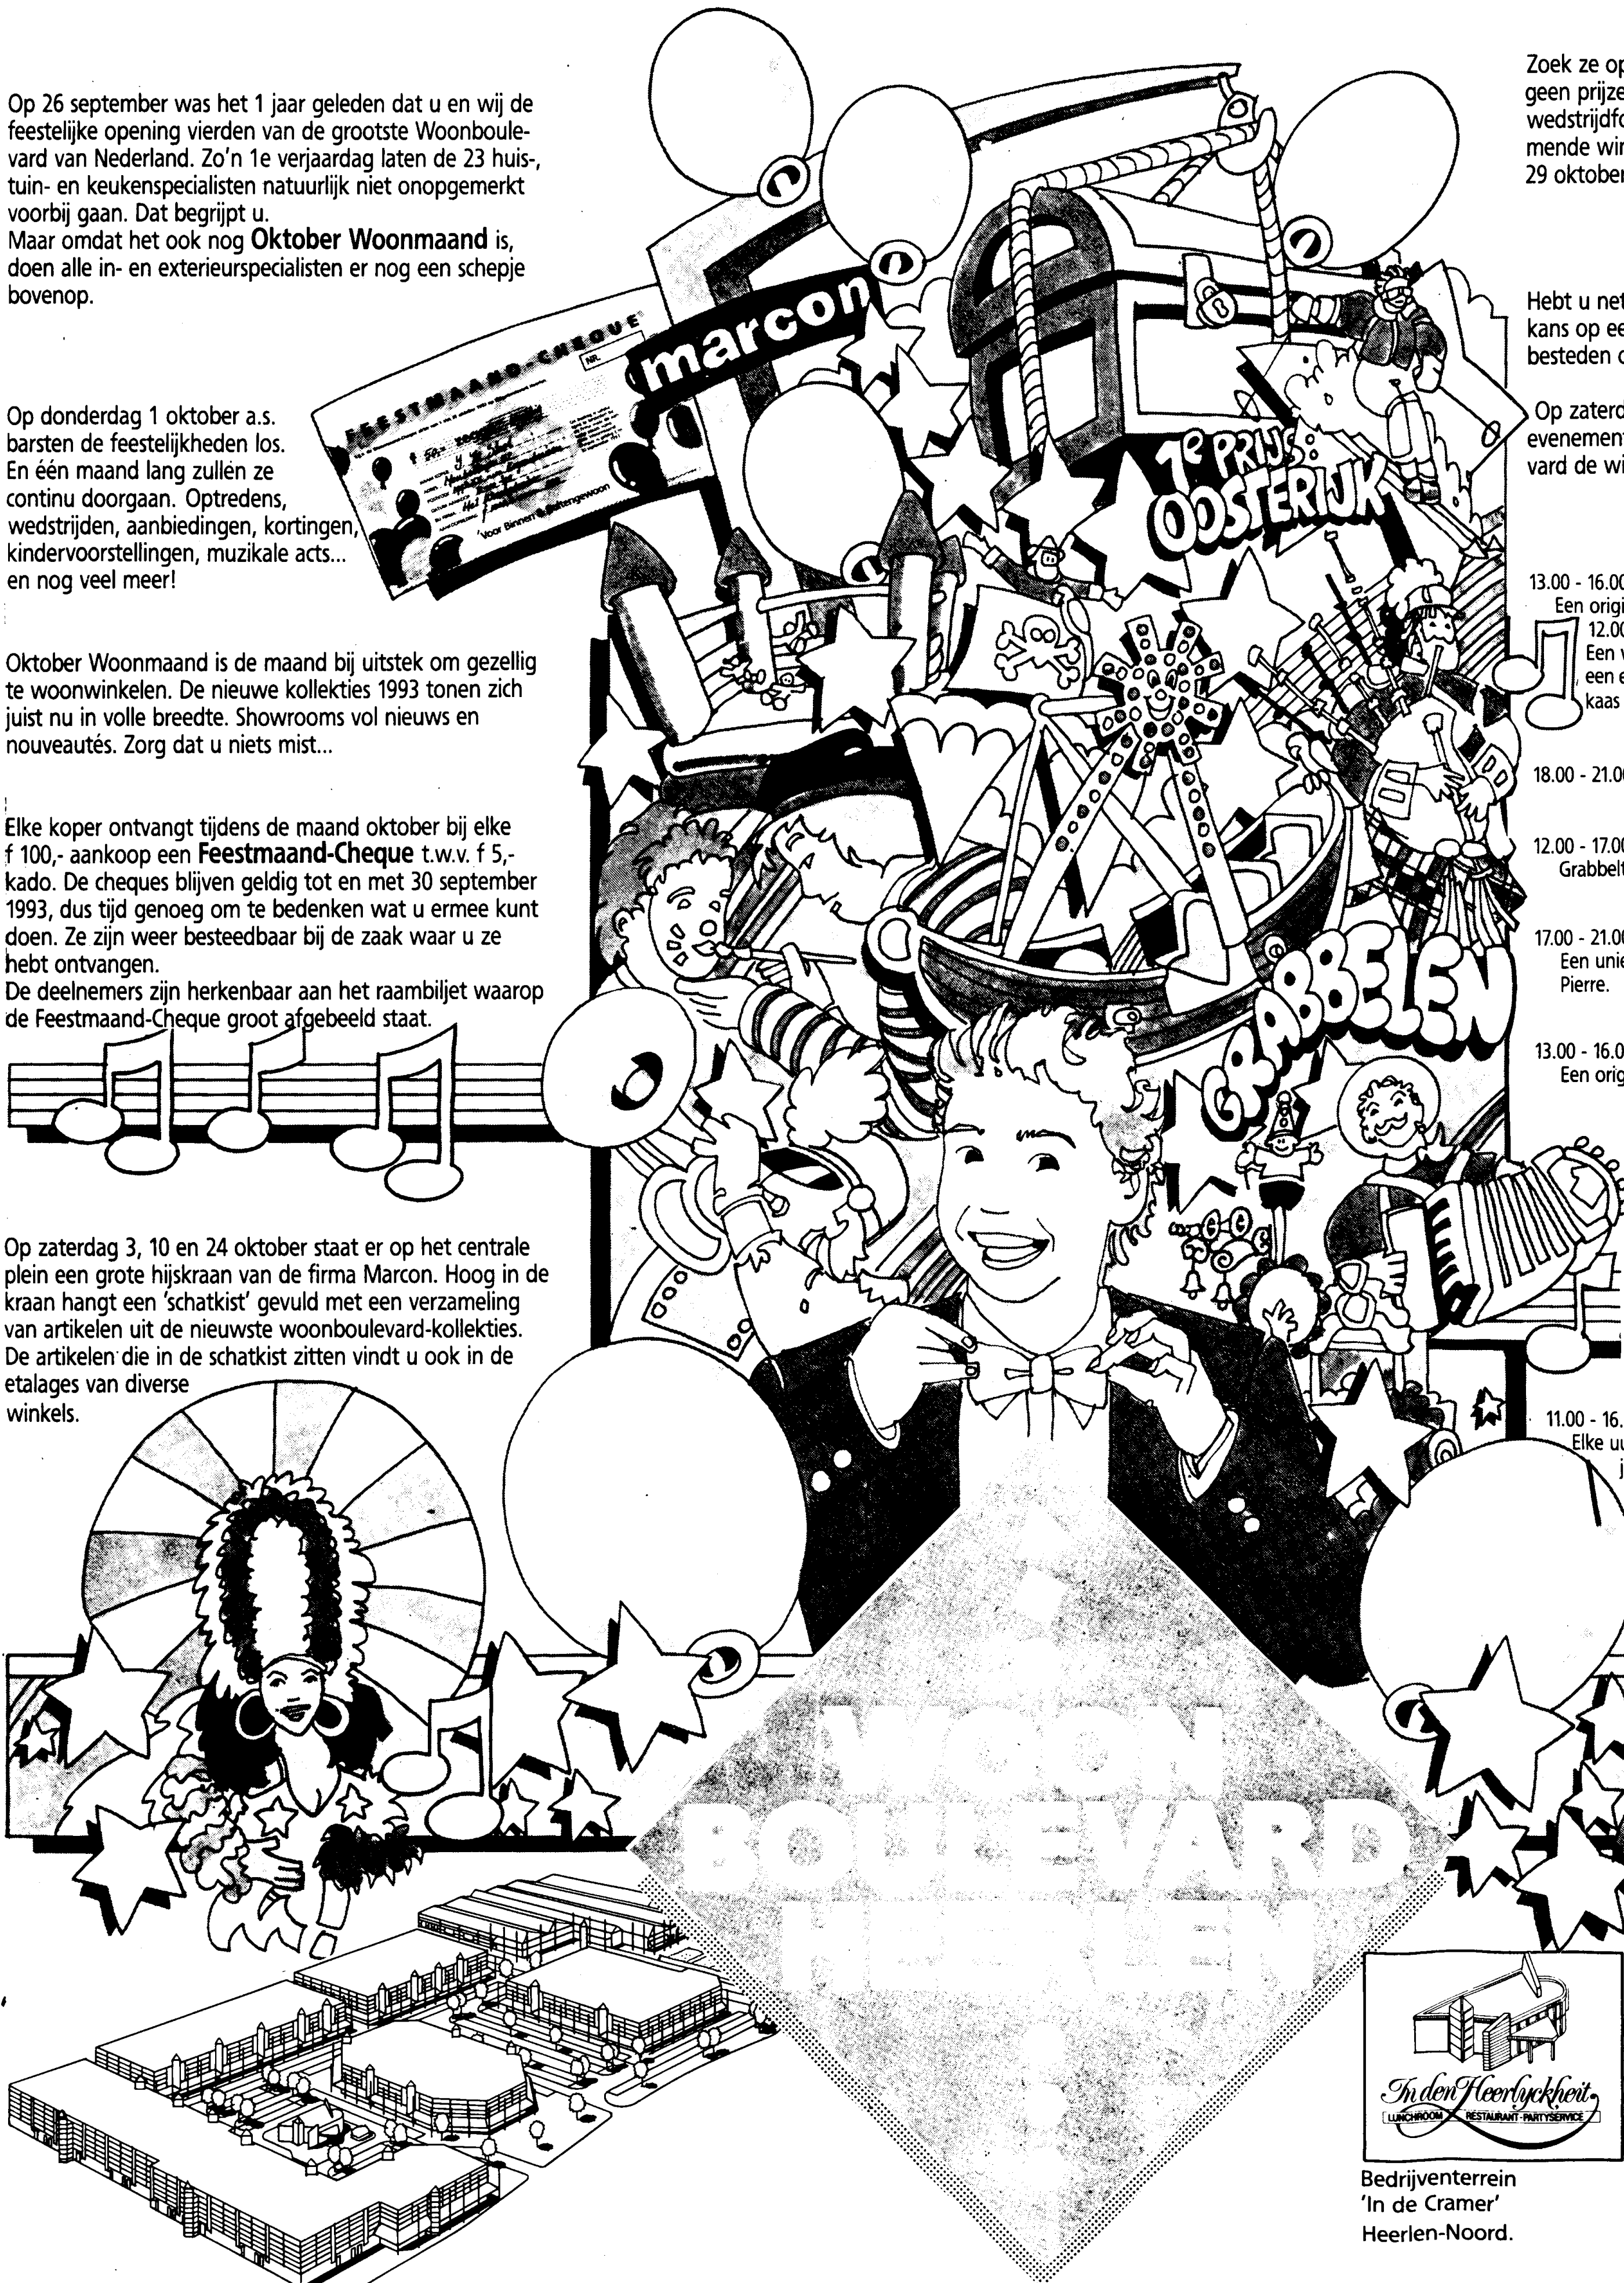 Op 26 september was het 1 jaar geleden dat u en wij de
feestelijke opening vierden van de grootste Woonboule-
vard van Nederland. Zo'n 1e verjaardag laten de 23 huis-,
tuin- en keukenspecialisten natuurlijk niet onopgemerkt
voorbij gaan. Dat begrijpt u.
Maar omdat het ook nog Oktober Woonmaand is,
doen alle in- en exterieurspecialisten er nog een schepje
bovenop.
Op donderdag 1 oktober a.s.
barsten de feestelijkheden los.
En één maand lang zullen ze
continu doorgaan. Optredens,
wedstrijden, aanbiedingen, kortingen,
kindervoorstellingen, muzikale acts...
en nog veel meer!
Oktober Woonmaand is de maand bij uitstek om gezellig
te woonwinkelen. De nieuwe kollekties 1993 tonen zich
juist nu in volle breedte. Showrooms vol nieuws en
nouveautés. Zorg dat u niets mist...
Elke koper ontvangt tijdens de maand oktober bij elke
f 100,- aankoop een Feestmaand-Cheque t.w.v. f 5,-
kado. De cheques blijven geldig tot en met 30 september
1993, dus tijd genoeg om te bedenken wat u ermee kunt
doen. Ze zijn weer besteedbaar bij de zaak waar u ze
hebt ontvangen.
De deelnemers zijn herkenbaar aan het raambiljet waarop
de Feestmaand-Cheque groot afgebeeld staat.
Op zaterdag 3, 10 en 24 oktober staat er op het centrale
plein een grote hijskraan van de firma Marcon. Hoog in de
kraan hangt een 'schatkist' gevuld met een verzameling
van artikelen uit de nieuwste woonboulevard-kollekties.
De artikelen die in de schatkist zitten vindt u ook in de
etalages van diverse
winkels.
FEESTMAAND-CHEQUE
NR.
'Voor Binnen & Buitengewoon
marcon
1e PRIJS:
OOSTERIJK
GRABBELEN
WOON
BOULEVARD
HEERLEN
Zoek ze op
geen prijze
wedstrijdfo
mende win
29 oktober
Hebt u net
kans op ee
besteden o
Op zaterd
evenement
vard de wi
13.00 - 16.00
Een origi
12.00
Een v
een e
kaas
18.00 - 21.00
12.00 - 17.00
Grabbelt
17.00 - 21.00
Een unie
Pierre.
13.00 - 16.0
Een orig
11.00 - 16.
Elke uu
j
In den Heerlyckheit
LUNCHROOM RESTAURANT-PARTYSERVICE
Bedrijventerrein
'In de Cramer'
Heerlen-Noord.